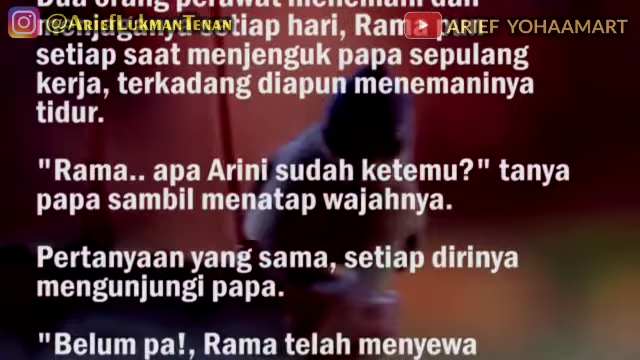 Dua orang perawat menemani dan
@AriefLukmanTenan
setiap hari, Rama
ARIEF YOHAAMART
setiap saat menjenguk papa sepulang
kerja, terkadang diapun menemaninya
tidur.
"Rama.. apa Arini sudah ketemu?" tanya
papa sambil menatap wajahnya.
Pertanyaan yang sama, setiap dirinya
mengunjungi papa.
"Belum pa!, Rama telah menyewa